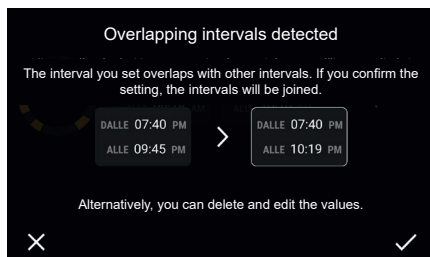 Overlapping intervals detected
The interval you set overlaps with other intervals. If you confirm the
setting, the intervals will be joined.
DALLE 07:40 PM
ALLE 09:45 PM
DALLE 07:40 PM
ALLE 10:19 PM
Alternatively, you can delete and edit the values.